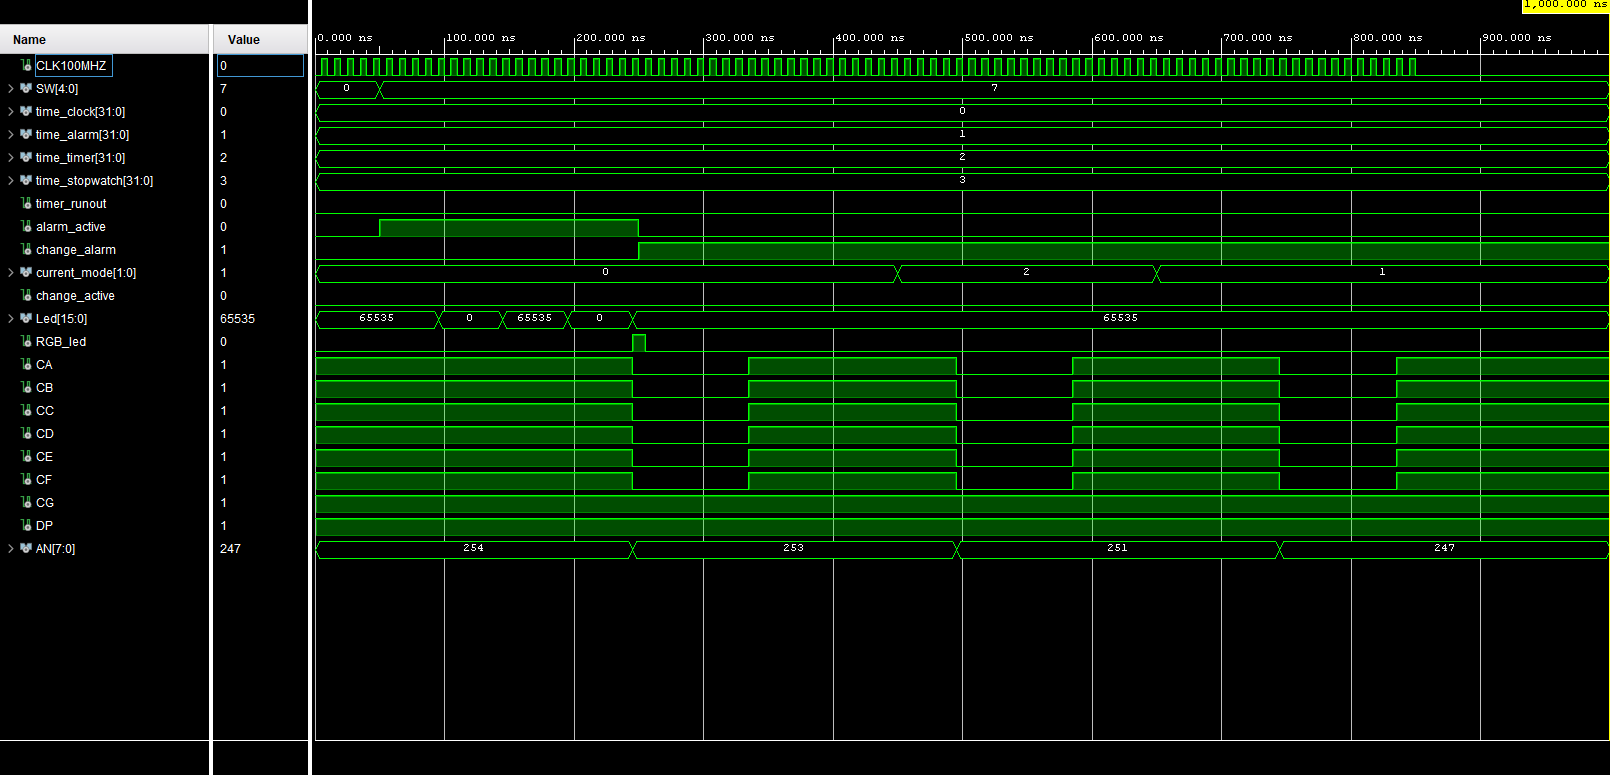 1,000.000 ns
Name Value 0.000 ns 100.000 ns 200.000 ns 300.000 ns 400.000 ns 500.000 ns 600.000 ns 700.000 ns 800.000 ns 900.000 ns
CLK100MHZ 0
SW[4:0] 7 0 7
time_clock[31:0] 0 0
time_alarm[31:0] 1 1
time_timer[31:0] 2 2
time_stopwatch[31:0] 3 3
timer_runout 0
alarm_active 0
change_alarm 1
current_mode[1:0] 1 0 2 1
change_active 0
Led[15:0] 65535 65535 0 65535 0 65535
RGB_led 0
CA 1
CB 1
CC 1
CD 1
CE 1
CF 1
CG 1
DP 1
AN[7:0] 247 254 253 251 247